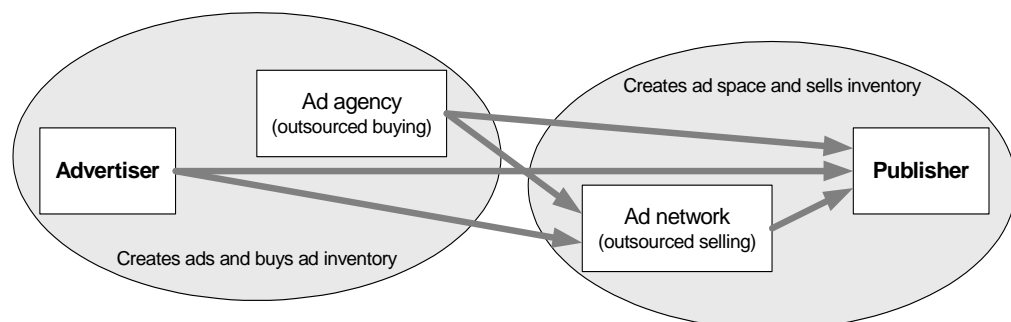 Ad agency
(outsourced buying)
Creates ad space and sells inventory
Advertiser
Publisher
Ad network
(outsourced selling)
Creates ads and buys ad inventory